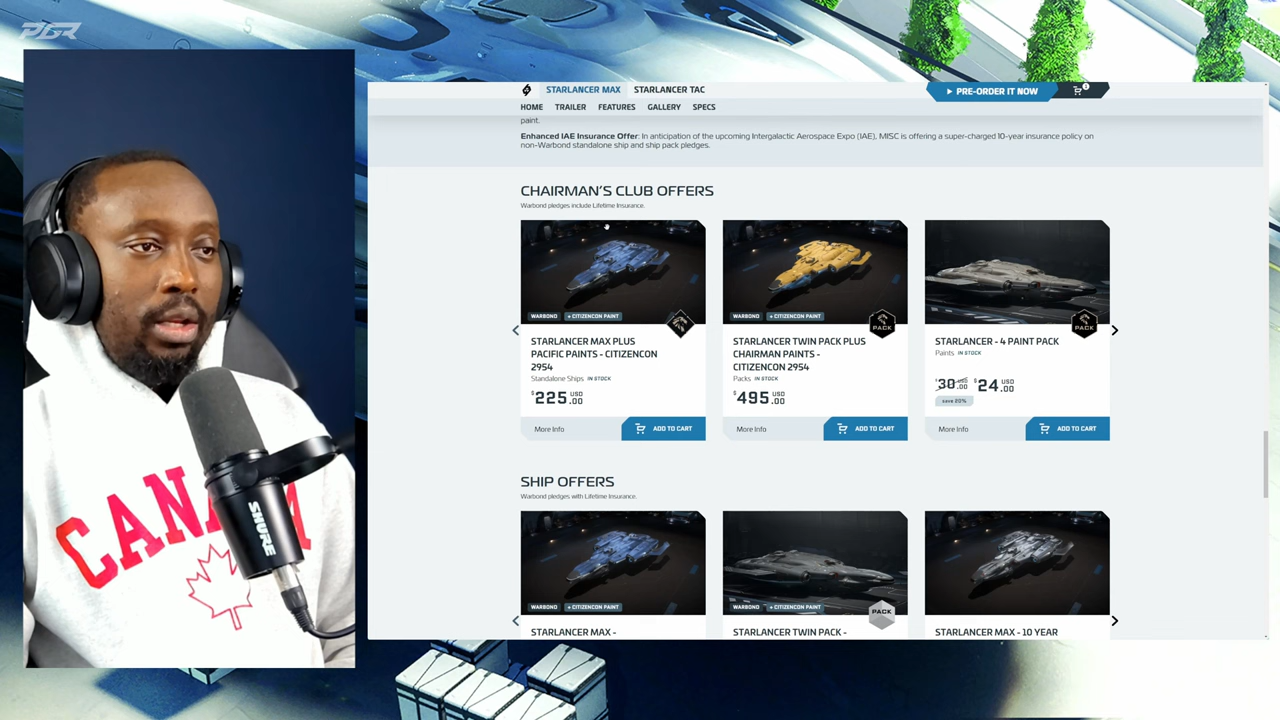 PGR
STARLANCER MAX STARLANCER TAC
PRE-ORDER IT NOW
1
HOME TRAILER FEATURES GALLERY SPECS
paint.
Enhanced IAE Insurance Offer: In anticipation of the upcoming Intergalactic Aerospace Expo (IAE), MISC is offering a super-charged 10-year insurance policy on
non-Warbond standalone ship and ship pack pledges.
CHAIRMAN'S CLUB OFFERS
Warbond pledges include Lifetime Insurance.
WARBOND + CITIZENCON PAINT
STARLANCER MAX PLUS
PACIFIC PAINTS - CITIZENCON
2954
Standalone Ships IN STOCK
$225 USD .00
More Info ADD TO CART
WARBOND + CITIZENCON PAINT
PACK
STARLANCER TWIN PACK PLUS
CHAIRMAN PAINTS -
CITIZENCON 2954
Packs IN STOCK
$495 USD .00
More Info ADD TO CART
PACK
STARLANCER - 4 PAINT PACK
Paints IN STOCK
$30 USD .00 $24 USD .00
save 20%
More Info ADD TO CART
SHIP OFFERS
Warbond pledges with Lifetime Insurance.
WARBOND + CITIZENCON PAINT
STARLANCER MAX -
WARBOND + CITIZENCON PAINT
PACK
STARLANCER TWIN PACK -
STARLANCER MAX - 10 YEAR
CANA
SHURE